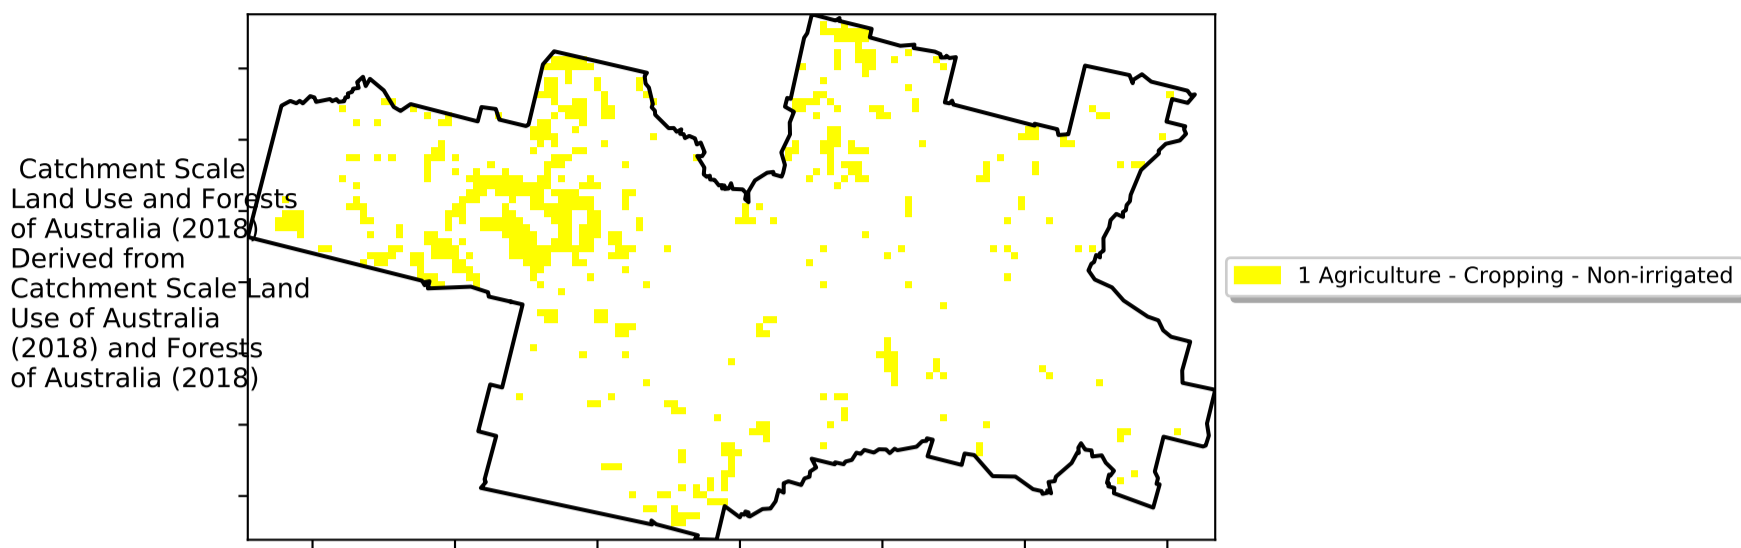 Catchment Scale
Land Use and Forests
of Australia (2018)
Derived from
Catchment Scale Land
Use of Australia
(2018) and Forests
of Australia (2018)
1 Agriculture - Cropping - Non-irrigated